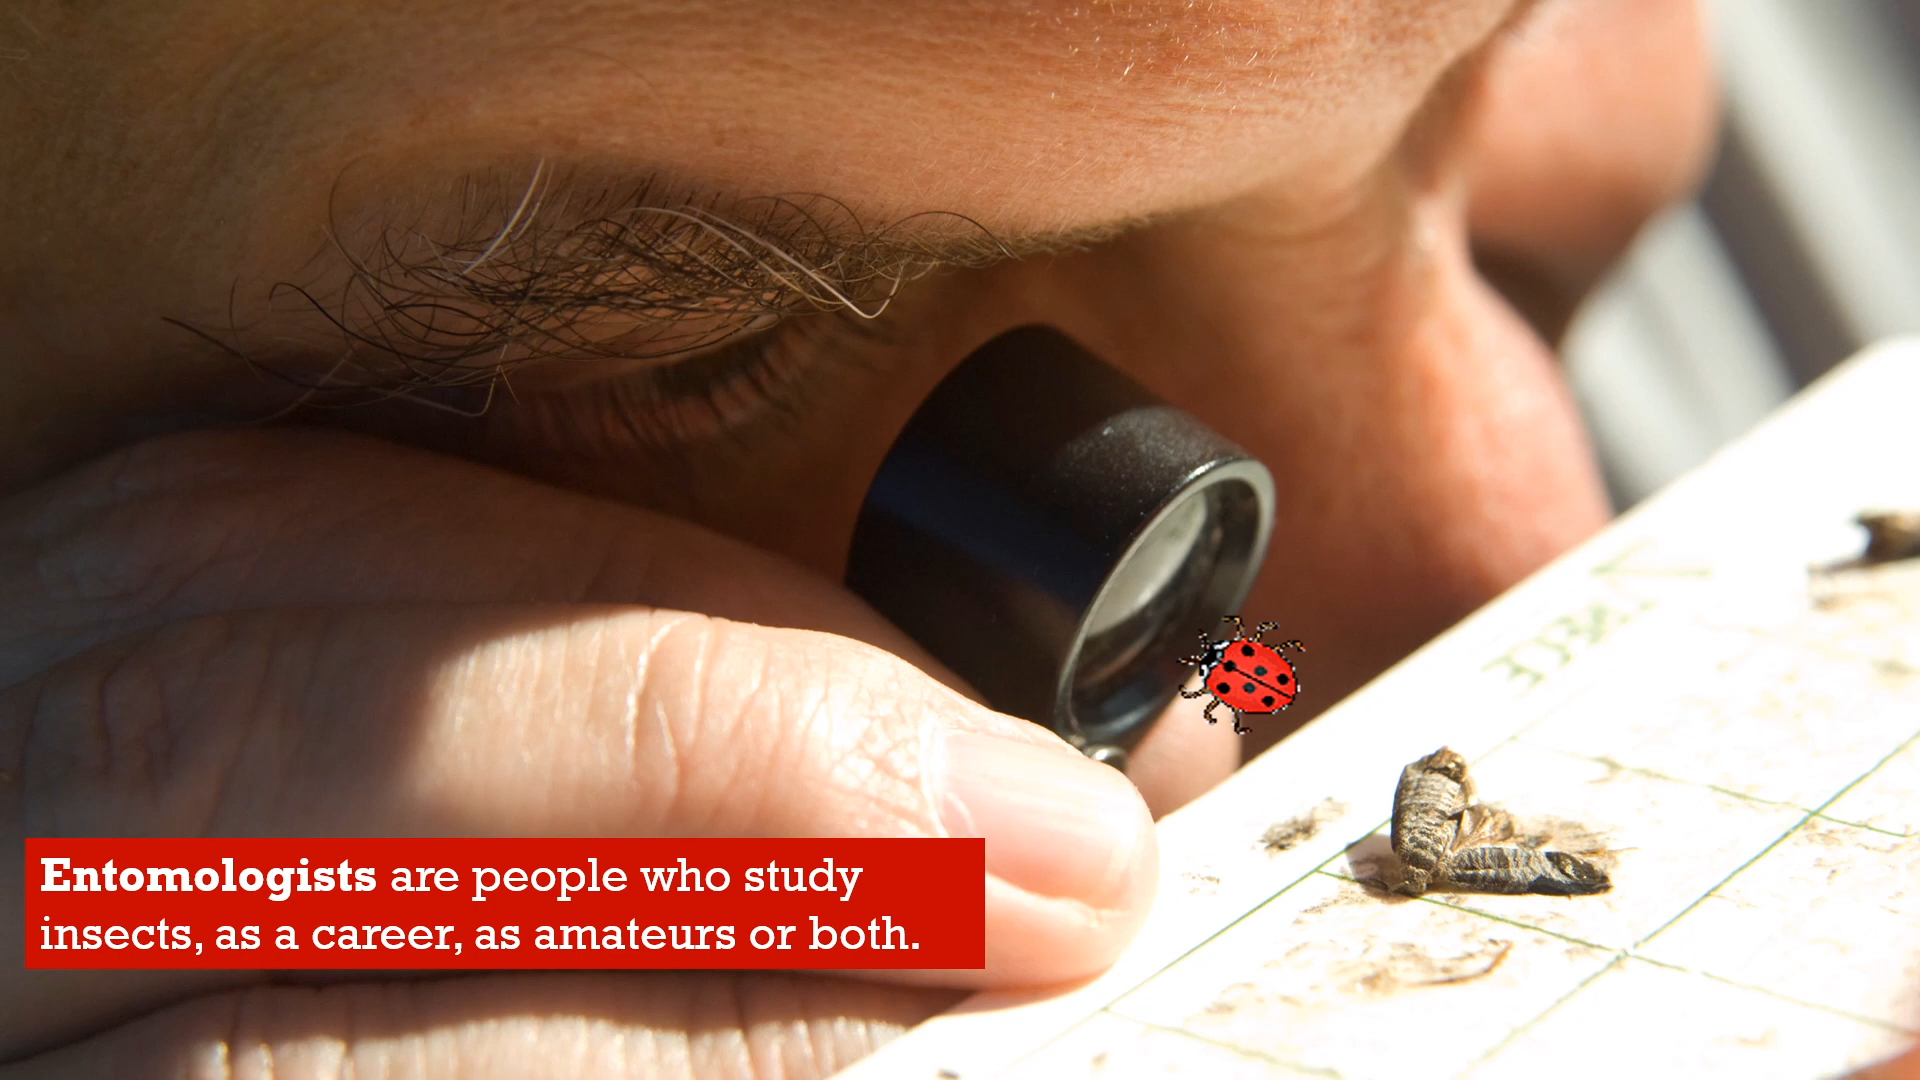 Entomologists are people who study
insects, as a career, as amateurs or both.